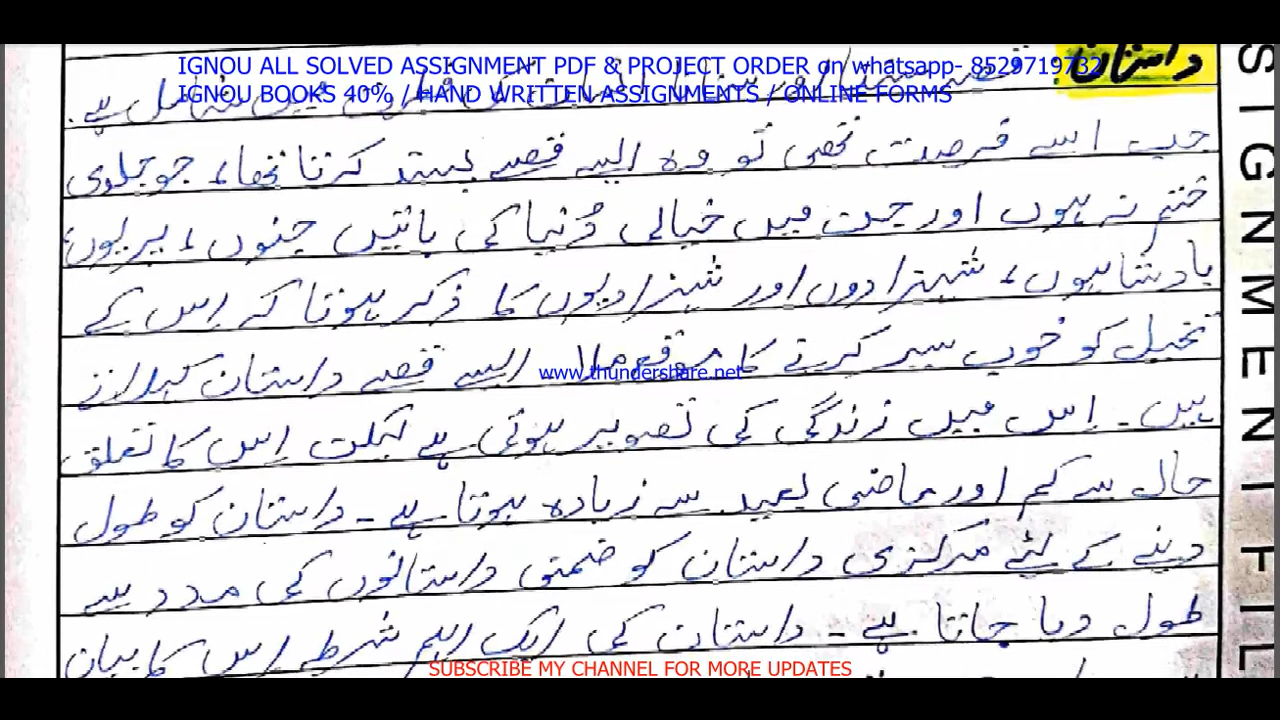 IGNOU ALL SOLVED ASSIGNMENT PDF & PROJECT ORDER on whatsapp- 8529719732
IGNOU BOOKS 40% / HAND WRITTEN ASSIGNMENTS / ONLINE FORMS
داستان
میں شامل ہے۔
جب اسے فرصت تھی تو وہ ایسے قصے پسند کرتا تھا، جو جلدی
ختم نہ ہوں اور جن میں خیالی دُنیا کی باتیں جنوں، پریوں،
بادشاہوں، شہزادوں اور شہزادیوں کا ذکر ہوتا کہ اِس کے
تخیل کو خوب سیر کرنے کا موقع ملا۔ ایسے قصے داستان کہلاتے
ہیں۔ اِس میں زندگی کی تصویر ہوتی ہے لیکن اِس کا تعلق
حال سے کم اور ماضی بعید سے زیادہ ہوتا ہے۔ داستان کو طول
دینے کے لئے مرکزی داستان کو ضمنی داستانوں کی مدد سے
طول دیا جاتا ہے۔ داستان کی ایک اہم شرط اس کا بیان
www.thundershare.net
SUBSCRIBE MY CHANNEL FOR MORE UPDATES
SIGNMENT FIL